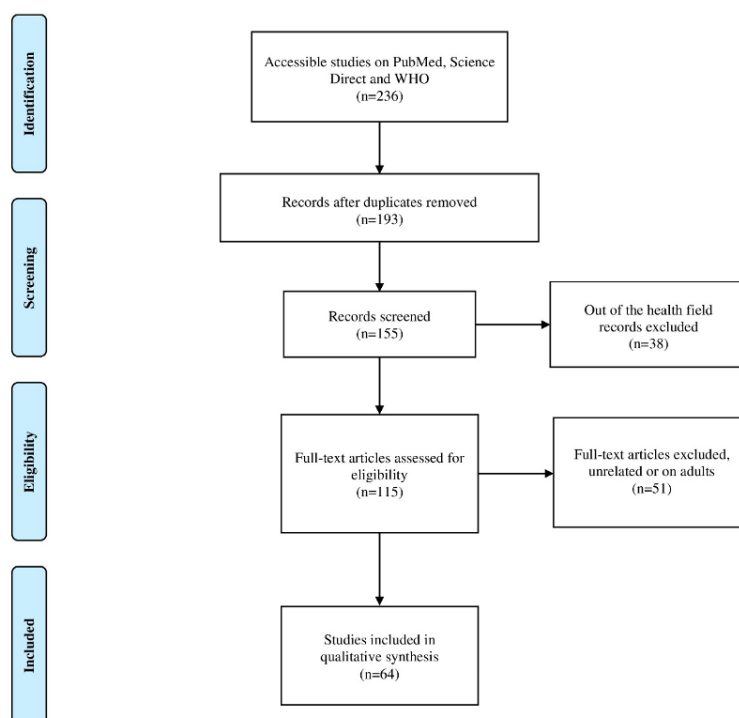 Identification
Accessible studies on PubMed, Science
Direct and WHO
(n=236)
Records after duplicates removed
(n=193)
Screening
Records screened
(n=155)
Out of the health field
records excluded
(n=38)
Eligibility
Full-text articles assessed for
eligibility
(n=115)
Full-text articles excluded,
unrelated or on adults
(n=51)
Included
Studies included in
qualitative synthesis
(n=64)